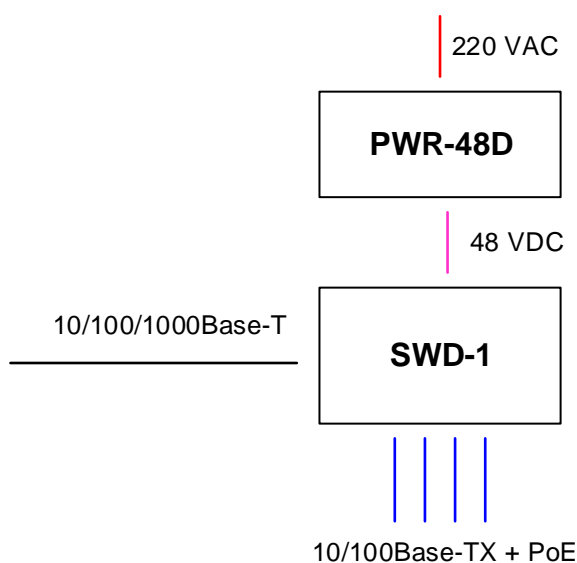 220 VAC
PWR-48D
48 VDC
10/100/1000Base-T
SWD-1
10/100Base-TX + PoE